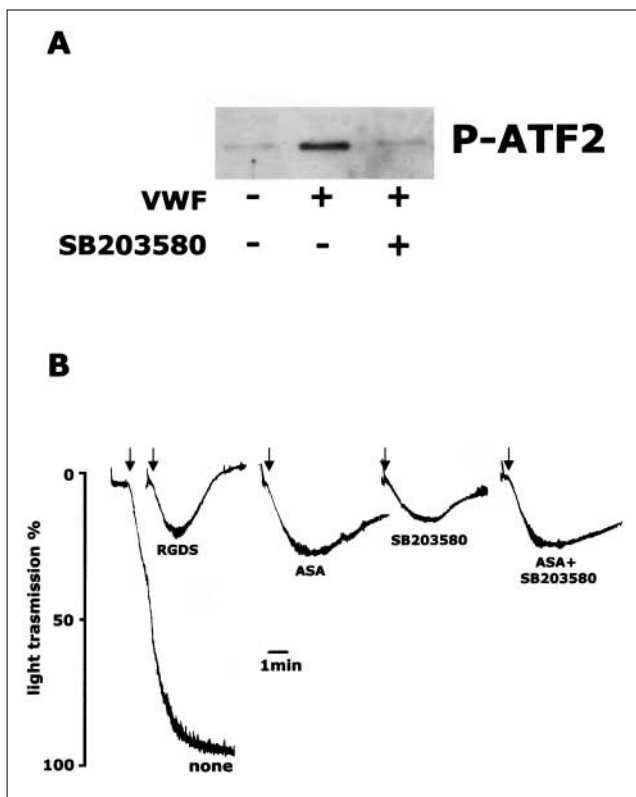 A
P-ATF2
VWF - + +
SB203580 - - +
B
0
50
100
light trasmission %
RGDS
ASA
SB203580
ASA+
SB203580
1min
none